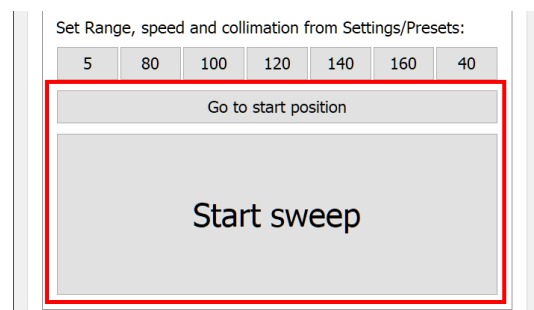 Set Range, speed and collimation from Settings/Presets:
5 80 100 120 140 160 40
Go to start position
Start sweep